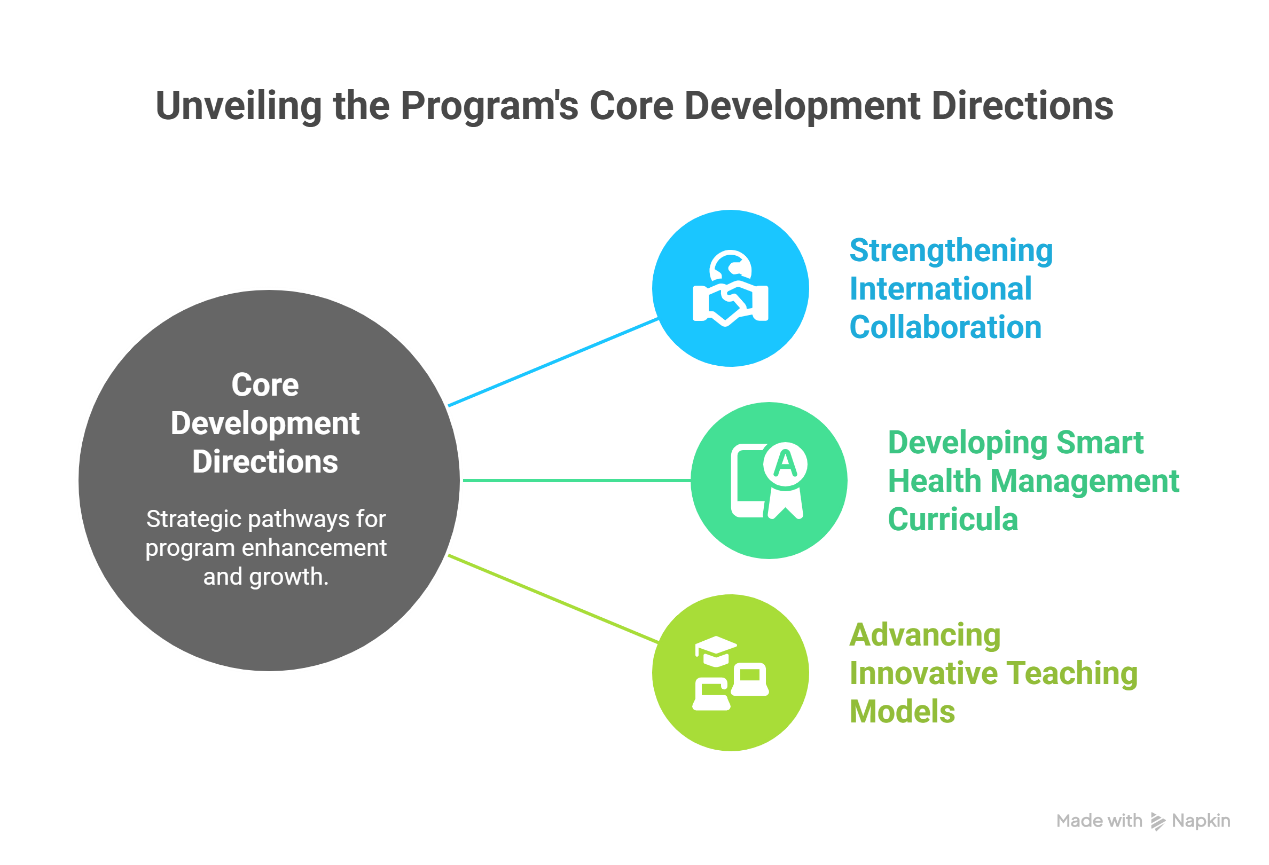 Unveiling the Program's Core Development Directions
Core
Development
Directions
Strategic pathways for
program enhancement
and growth.
Strengthening
International
Collaboration
A
Developing Smart
Health Management
Curricula
Advancing
Innovative Teaching
Models
Made with Napkin